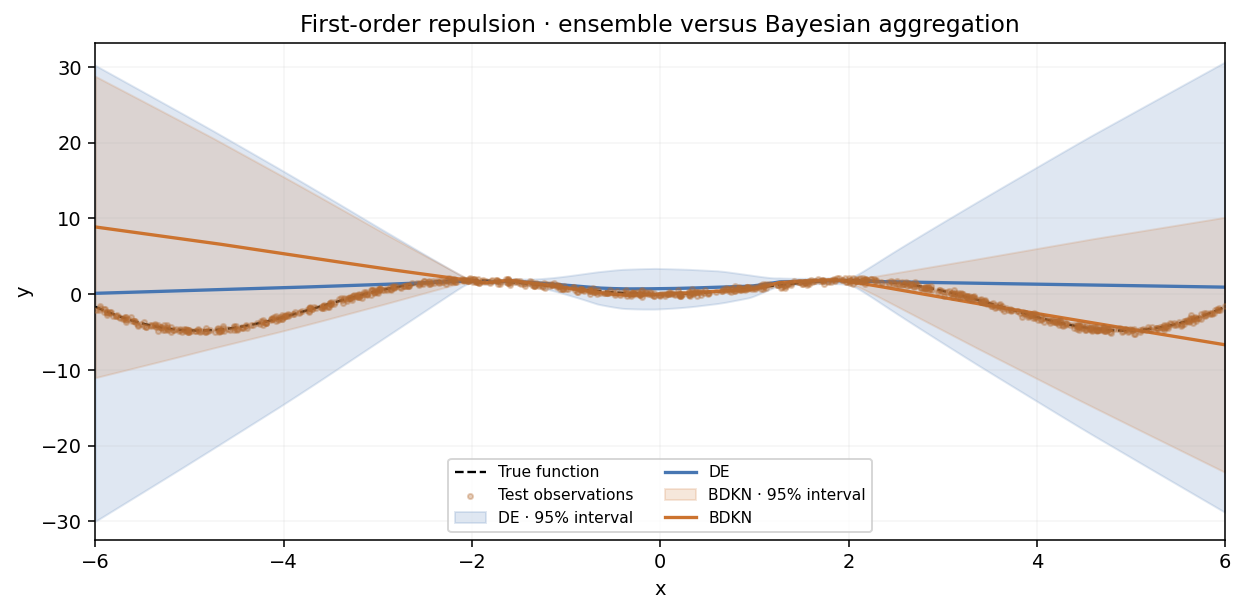 First-order repulsion · ensemble versus Bayesian aggregation
y
30
20
10
0
−10
−20
−30
True function
Test observations
DE · 95% interval
DE
BDKN · 95% interval
BDKN
−6 −4 −2 0 2 4 6
x